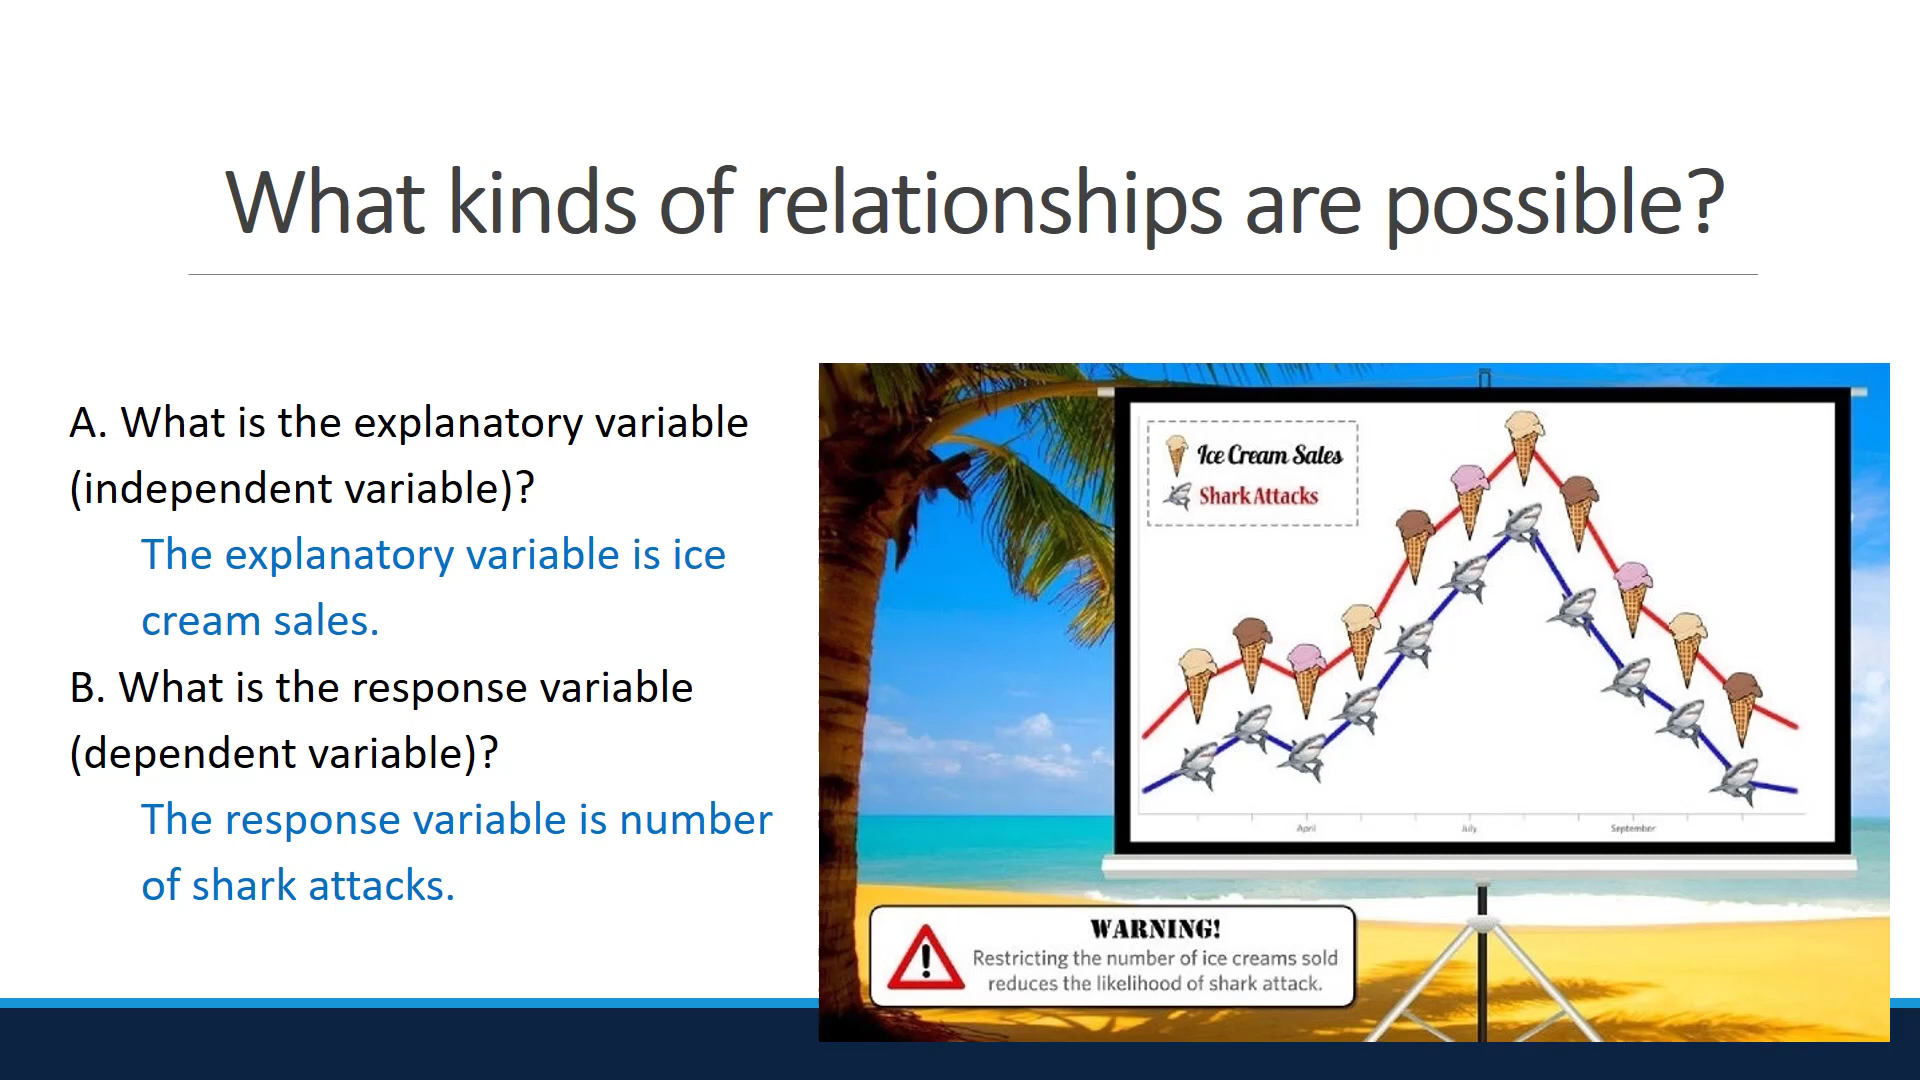 What kinds of relationships are possible?
A. What is the explanatory variable
(independent variable)?
The explanatory variable is ice
cream sales.
B. What is the response variable
(dependent variable)?
The response variable is number
of shark attacks.
Ice Cream Sales
Shark Attacks
April July September
WARNING!
Restricting the number of ice creams sold
reduces the likelihood of shark attack.